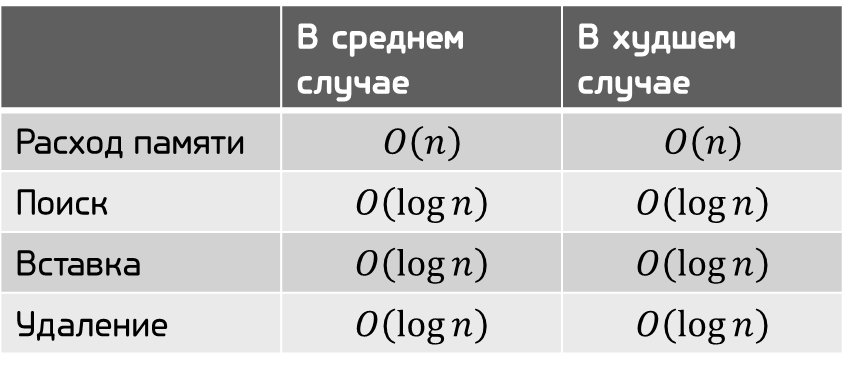 В среднем случае В худшем случае
Расход памяти O(n) O(n)
Поиск O(log n) O(log n)
Вставка O(log n) O(log n)
Удаление O(log n) O(log n)